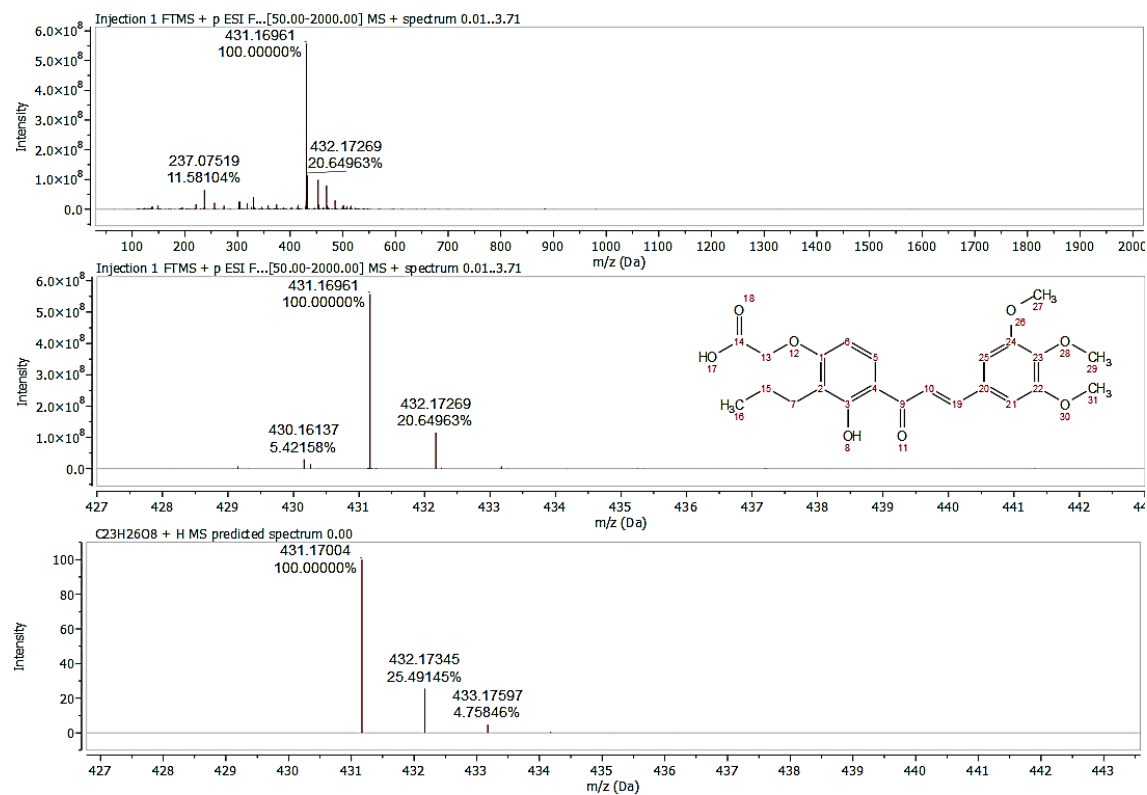 Injection 1 FTMS + p ESI F...[50.00-2000.00] MS + spectrum 0.01..3.71
6.0×10⁸
5.0×10⁸
4.0×10⁸
3.0×10⁸
2.0×10⁸
1.0×10⁸
0.0
Intensity
431.16961
100.00000%
432.17269
20.64963%
237.07519
11.58104%
100 200 300 400 500 600 700 800 900 1000 1100 1200 1300 1400 1500 1600 1700 1800 1900 2000
m/z (Da)
Injection 1 FTMS + p ESI F...[50.00-2000.00] MS + spectrum 0.01..3.71
6.0×10⁸
5.0×10⁸
4.0×10⁸
3.0×10⁸
2.0×10⁸
1.0×10⁸
0.0
Intensity
431.16961
100.00000%
432.17269
20.64963%
430.16137
5.42158%
18
O
14
HO
17
13
O
12
1
6
5
2
3
4
15
7
H₃C
16
OH
8
9
O
11
10
19
20
25
24
23
22
21
O
26
CH₃
27
O
28
CH₃
29
O
30
CH₃
31
427 428 429 430 431 432 433 434 435 436 437 438 439 440 441 442 443 44
m/z (Da)
C23H26O8 + H MS predicted spectrum 0.00
100
80
60
40
20
0
Intensity
431.17004
100.00000%
432.17345
25.49145%
433.17597
4.75846%
427 428 429 430 431 432 433 434 435 436 437 438 439 440 441 442 443
m/z (Da)